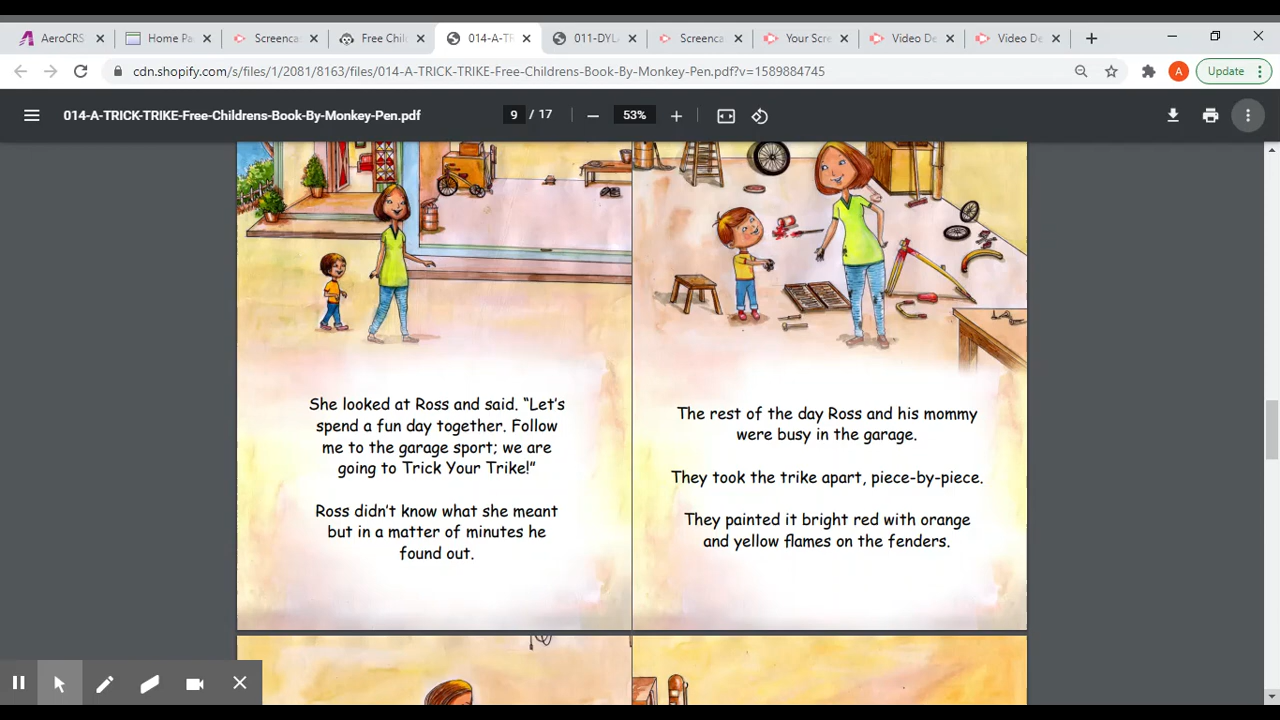 AeroCRS
Home Pa
Screenca
Free Chil
014-A-TR
011-DYL
Screenca
Your Scre
Video De
Video De
cdn.shopify.com/s/files/1/2081/8163/files/014-A-TRICK-TRIKE-Free-Childrens-Book-By-Monkey-Pen.pdf?v=1589884745
A
Update
014-A-TRICK-TRIKE-Free-Childrens-Book-By-Monkey-Pen.pdf
9 / 17
53%
She looked at Ross and said. “Let’s
spend a fun day together. Follow
me to the garage sport; we are
going to Trick Your Trike!”
Ross didn’t know what she meant
but in a matter of minutes he
found out.
The rest of the day Ross and his mommy
were busy in the garage.
They took the trike apart, piece-by-piece.
They painted it bright red with orange
and yellow flames on the fenders.